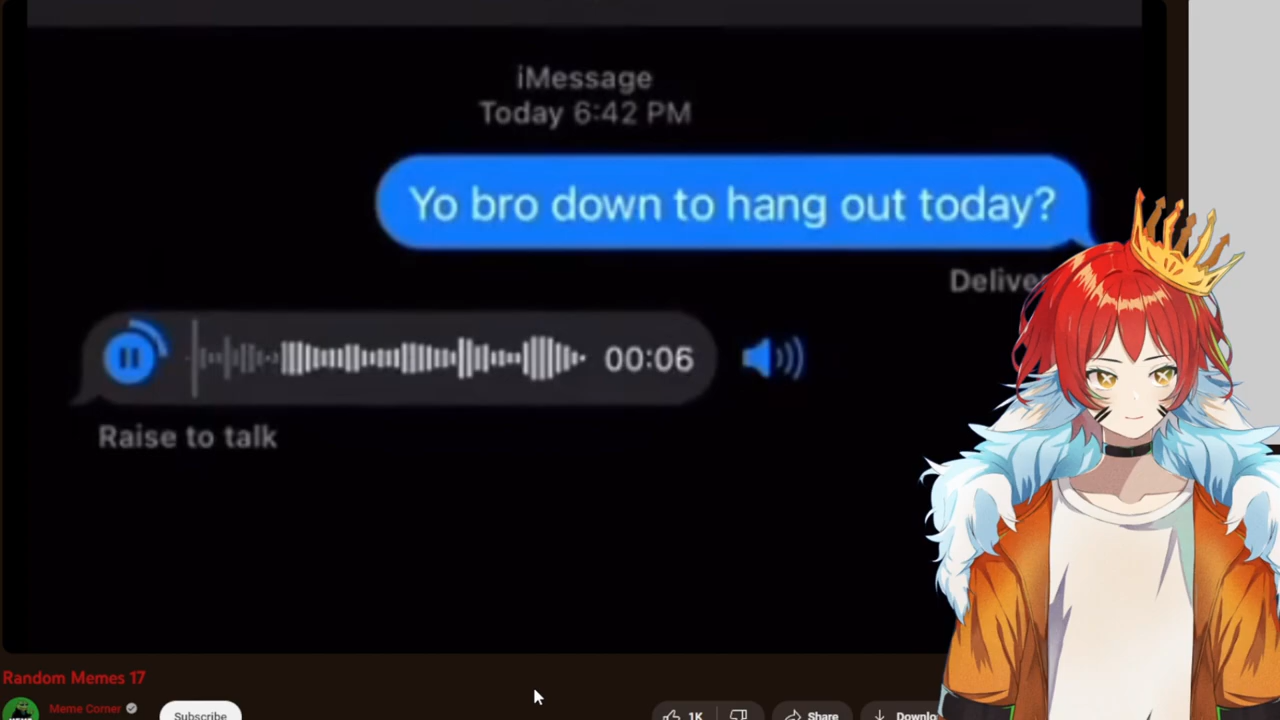 iMessage
Today 6:42 PM
Yo bro down to hang out today?
00:06
Raise to talk
Random Memes 17
Meme Corner
Subscribe
1K
Share